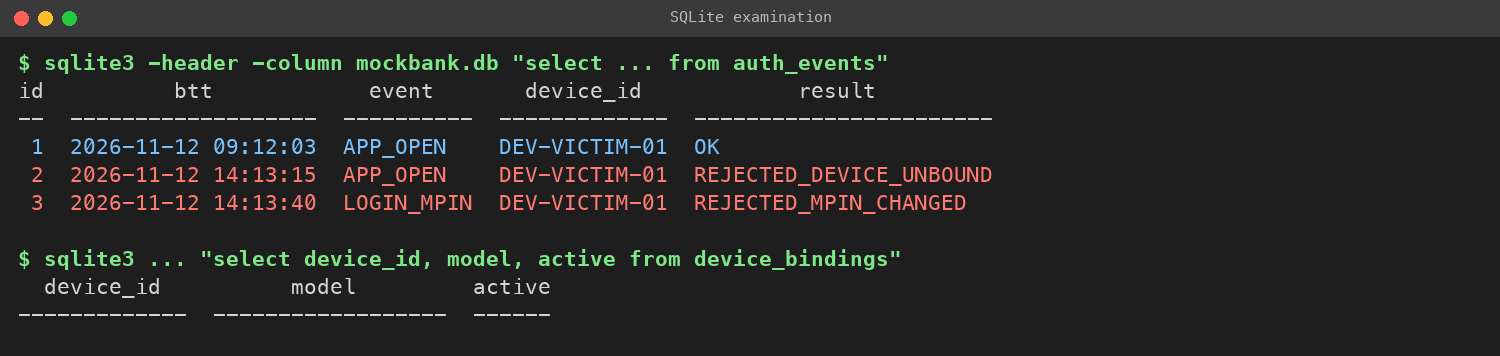 SQLite examination
$ sqlite3 -header -column mockbank.db "select ... from auth_events"
id          btt            event       device_id            result
--  -------------------  ----------  -------------  -----------------------
 1  2026-11-12 09:12:03  APP_OPEN    DEV-VICTIM-01  OK
 2  2026-11-12 14:13:15  APP_OPEN    DEV-VICTIM-01  REJECTED_DEVICE_UNBOUND
 3  2026-11-12 14:13:40  LOGIN_MPIN  DEV-VICTIM-01  REJECTED_MPIN_CHANGED
$ sqlite3 ... "select device_id, model, active from device_bindings"
  device_id          model         active
-------------  ------------------  ------